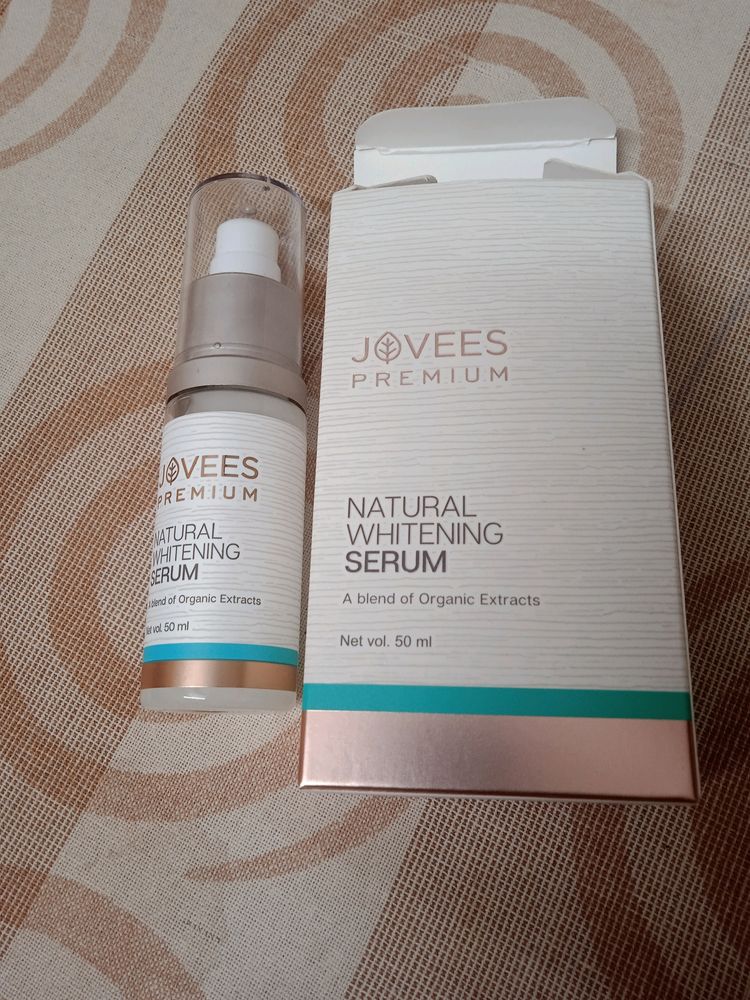 JOVEES
PREMIUM
NATURAL
WHITENING
SERUM
A blend of Organic Extracts
Net vol. 50 ml
JOVEES
PREMIUM
NATURAL
WHITENING
SERUM
A blend of Organic Extracts
Net vol. 50 ml